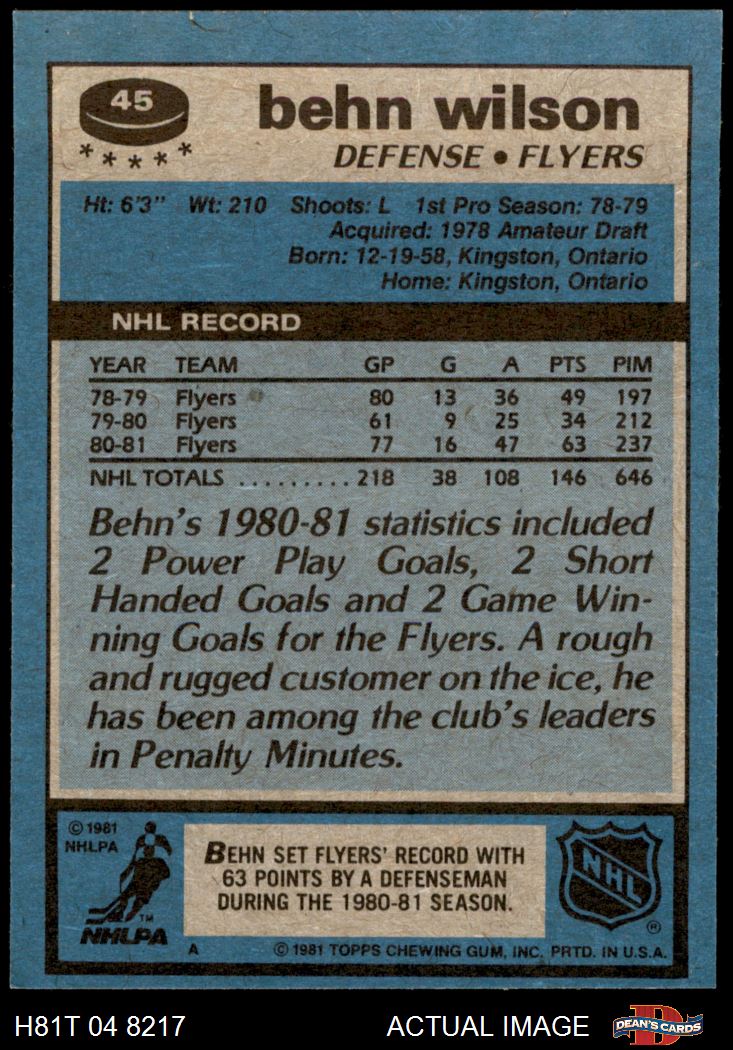 45
behn wilson
DEFENSE • FLYERS
Ht: 6'3" Wt: 210 Shoots: L 1st Pro Season: 78-79
Acquired: 1978 Amateur Draft
Born: 12-19-58, Kingston, Ontario
Home: Kingston, Ontario
NHL RECORD
YEAR TEAM GP G A PTS PIM
78-79 Flyers 80 13 36 49 197
79-80 Flyers 61 9 25 34 212
80-81 Flyers 77 16 47 63 237
NHL TOTALS ......... 218 38 108 146 646
Behn's 1980-81 statistics included
2 Power Play Goals, 2 Short
Handed Goals and 2 Game Win-
ning Goals for the Flyers. A rough
and rugged customer on the ice, he
has been among the club's leaders
in Penalty Minutes.
© 1981
NHLPA
TM
NHLPA
BEHN SET FLYERS' RECORD WITH
63 POINTS BY A DEFENSEMAN
DURING THE 1980-81 SEASON.
NHL
®
A © 1981 TOPPS CHEWING GUM, INC. PRTD. IN U.S.A.
H81T 04 8217 ACTUAL IMAGE D DEAN'S CARDS